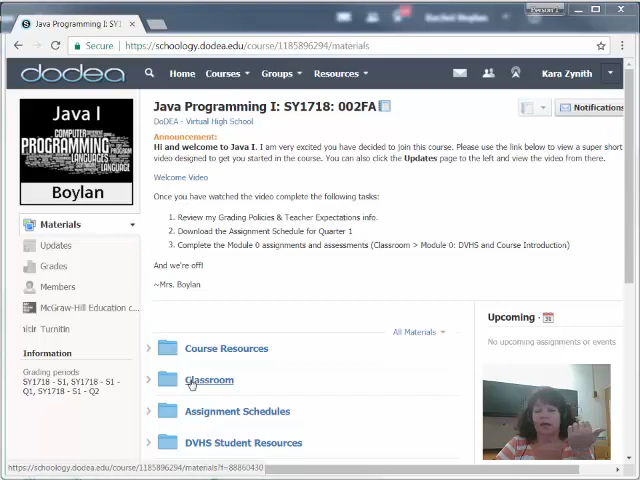 Java Programming I: SY1
Secure
https://schoology.dodea.edu/course/1185896294/materials
dodea
Home
Courses
Groups
Resources
Kara Zynith
Java I
COMPUTER
PROGRAMMING
LANGUAGES
Boylan
Java Programming I: SY1718: 002FA
DoDEA - Virtual High School
Notifications
Announcement:
Hi and welcome to Java I. I am very excited you have decided to join this course. Please use the link below to view a super short
video designed to get you started in the course. You can also click the Updates page to the left and view the video from there.
Welcome Video
Once you have watched the video complete the following tasks:
1. Review my Grading Policies & Teacher Expectations info.
2. Download the Assignment Schedule for Quarter 1
3. Complete the Module 0 assignments and assessments (Classroom > Module 0: DVHS and Course Introduction)
And we're off!
~Mrs. Boylan
Materials
Updates
Grades
Members
McGraw-Hill Education c...
Turnitin
Information
Grading periods
SY1718 - S1, SY1718 - S1 -
Q1, SY1718 - S1 - Q2
All Materials
Course Resources
Classroom
Assignment Schedules
DVHS Student Resources
Upcoming
No upcoming assignments or events
https://schoology.dodea.edu/course/1185896294/materials?f=88860430